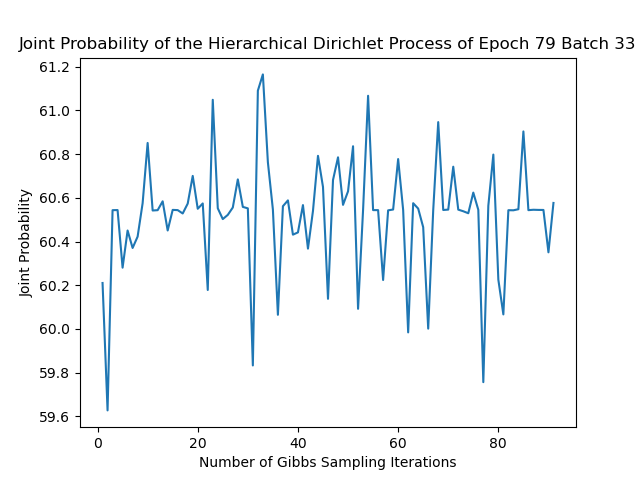 Joint Probability of the Hierarchical Dirichlet Process of Epoch 79 Batch 33
61.2
61.0
60.8
60.6
60.4
60.2
60.0
59.8
59.6
Joint Probability
0 20 40 60 80
Number of Gibbs Sampling Iterations